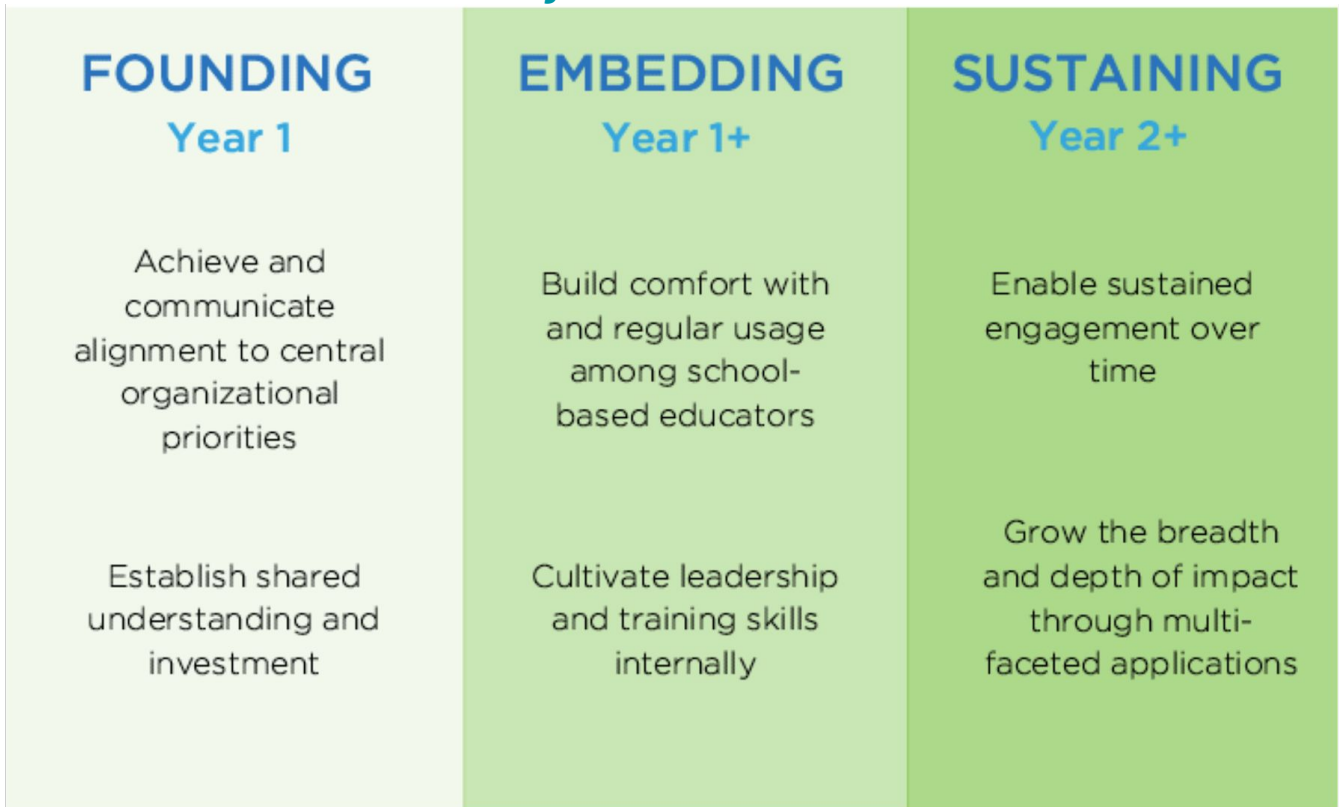 FOUNDING
Year 1
Achieve and
communicate
alignment to central
organizational
priorities
Establish shared
understanding and
investment
EMBEDDING
Year 1+
Build comfort with
and regular usage
among school-
based educators
Cultivate leadership
and training skills
internally
SUSTAINING
Year 2+
Enable sustained
engagement over
time
Grow the breadth
and depth of impact
through multi-
faceted applications